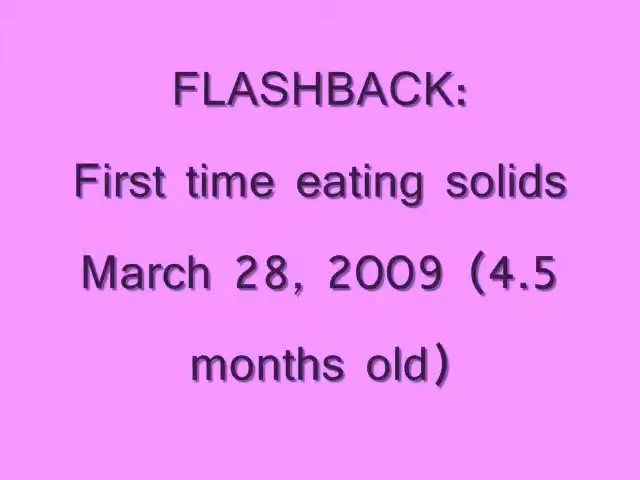 FLASHBACK:
First time eating solids
March 28, 2009 (4.5
months old)